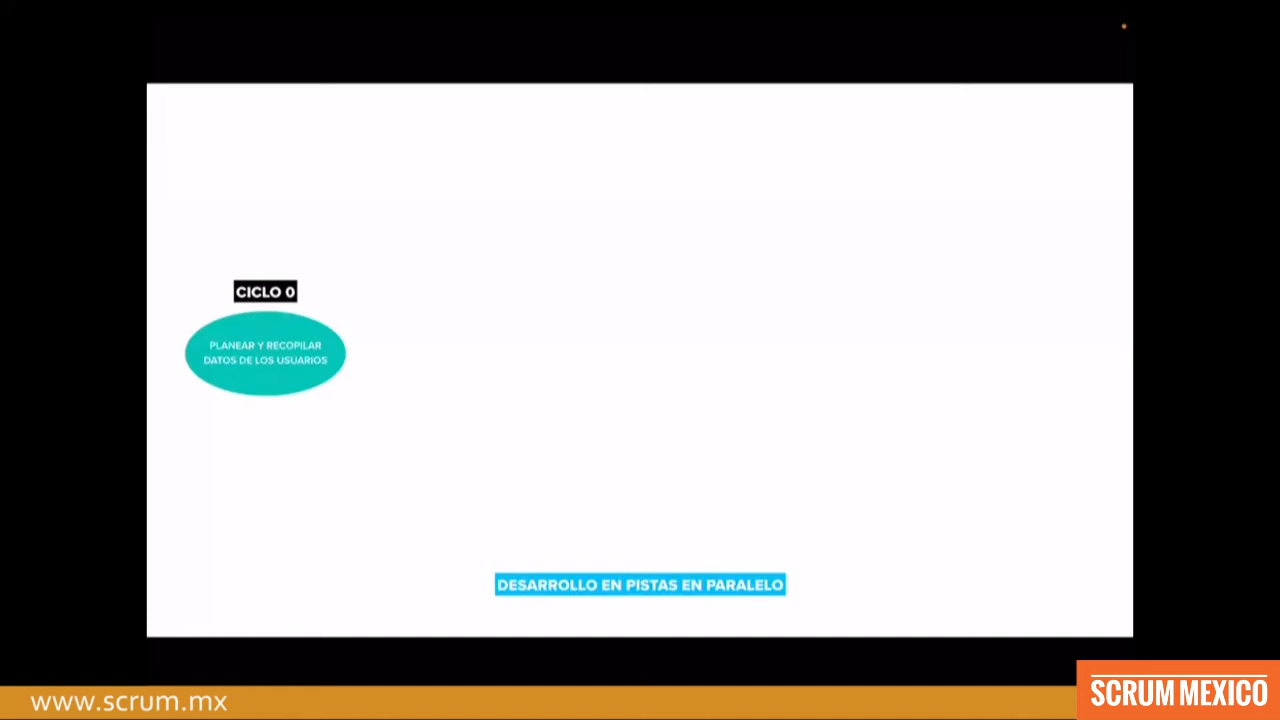 CICLO 0
PLANEAR Y RECOPILAR
DATOS DE LOS USUARIOS
DESARROLLO EN PISTAS EN PARALELO
www.scrum.mx
SCRUM MEXICO